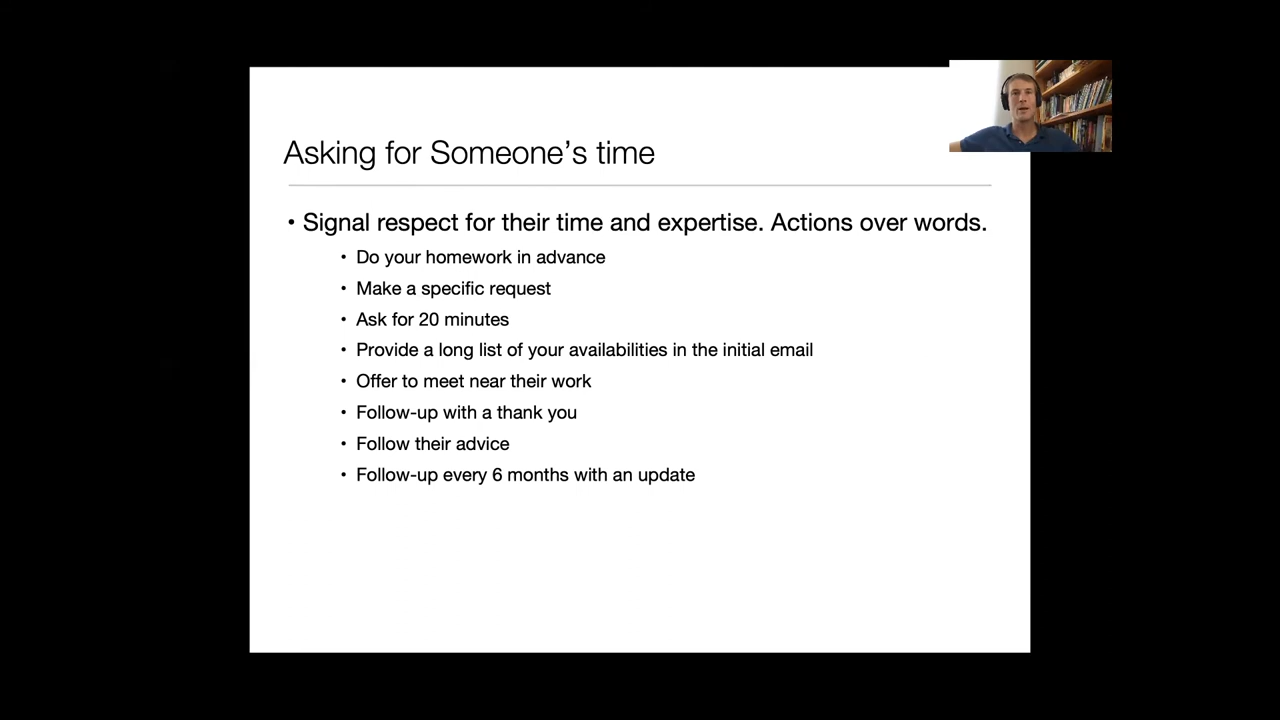 Asking for Someone’s time
• Signal respect for their time and expertise. Actions over words.
• Do your homework in advance
• Make a specific request
• Ask for 20 minutes
• Provide a long list of your availabilities in the initial email
• Offer to meet near their work
• Follow-up with a thank you
• Follow their advice
• Follow-up every 6 months with an update